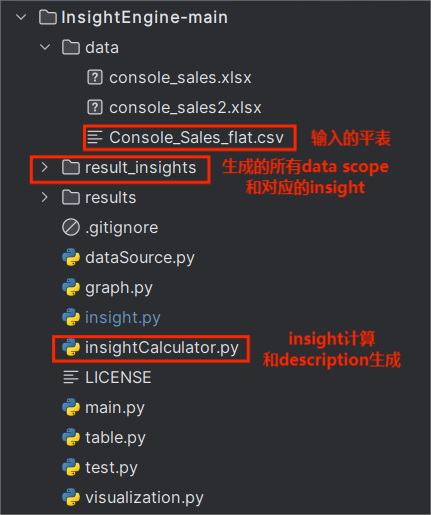 InsightEngine-main
data
console_sales.xlsx
console_sales2.xlsx
Console_Sales_flat.csv 输入的平表
result_insights 生成的所有data scope
和对应的insight
results
.gitignore
dataSource.py
graph.py
insight.py
insightCalculator.py insight计算
和description生成
LICENSE
main.py
table.py
test.py
visualization.py